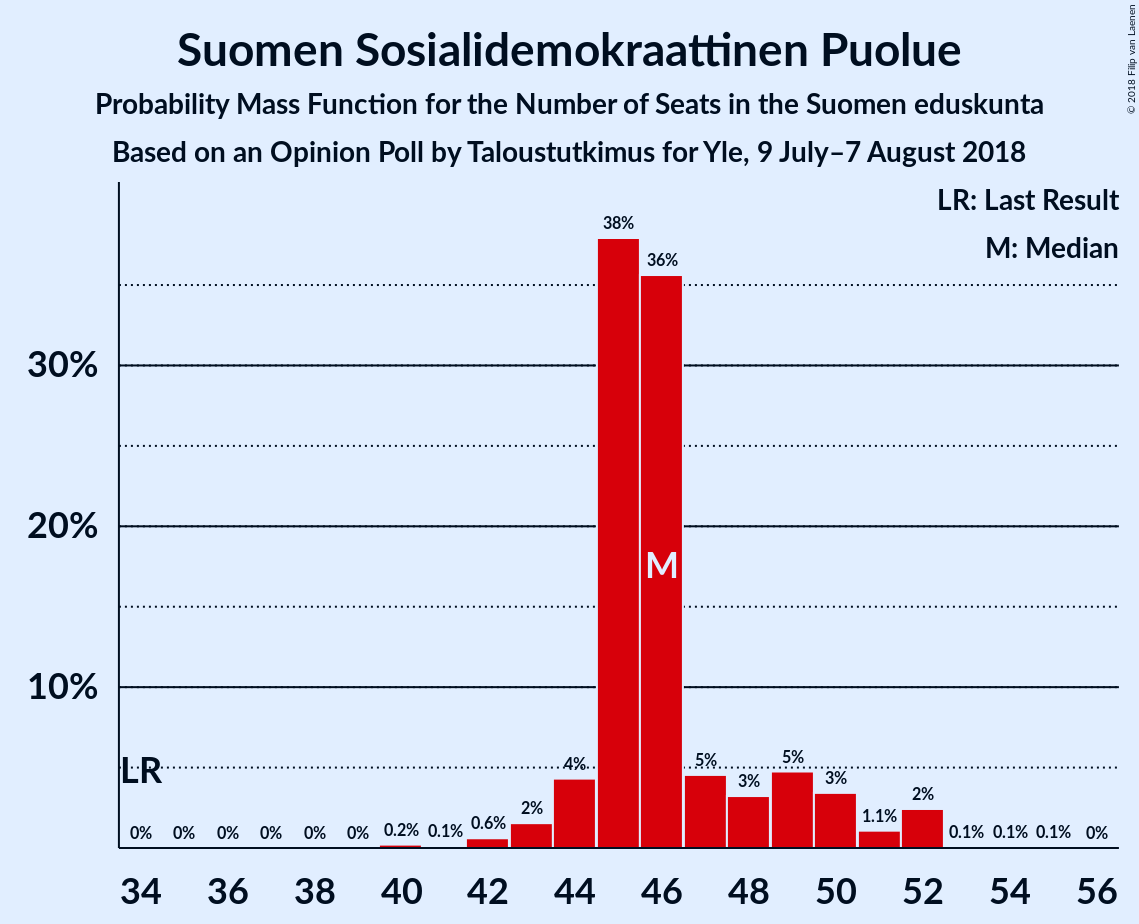 Suomen Sosialidemokraattinen Puolue
Probability Mass Function for the Number of Seats in the Suomen eduskunta
Based on an Opinion Poll by Taloustutkimus for Yle, 9 July–7 August 2018
© 2018 Filip van Laenen
LR: Last Result
M: Median
30%
20%
10%
LR
M
0% 0% 0% 0% 0% 0% 0.2% 0.1% 0.6% 2% 4% 38% 36% 5% 3% 5% 3% 1.1% 2% 0.1% 0.1% 0.1% 0%
34 36 38 40 42 44 46 48 50 52 54 56